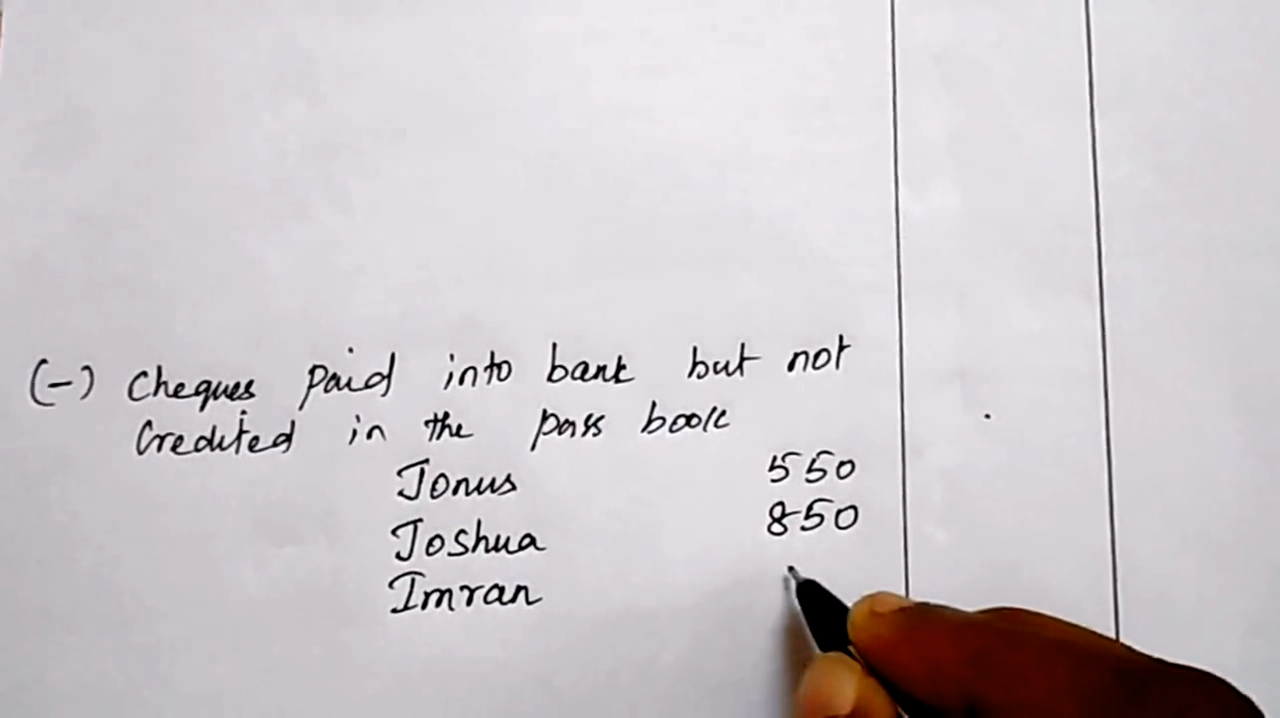 (-) Cheques Paid into bank but not
Credited in the pass book
Jonus 550
Joshua 850
Imran